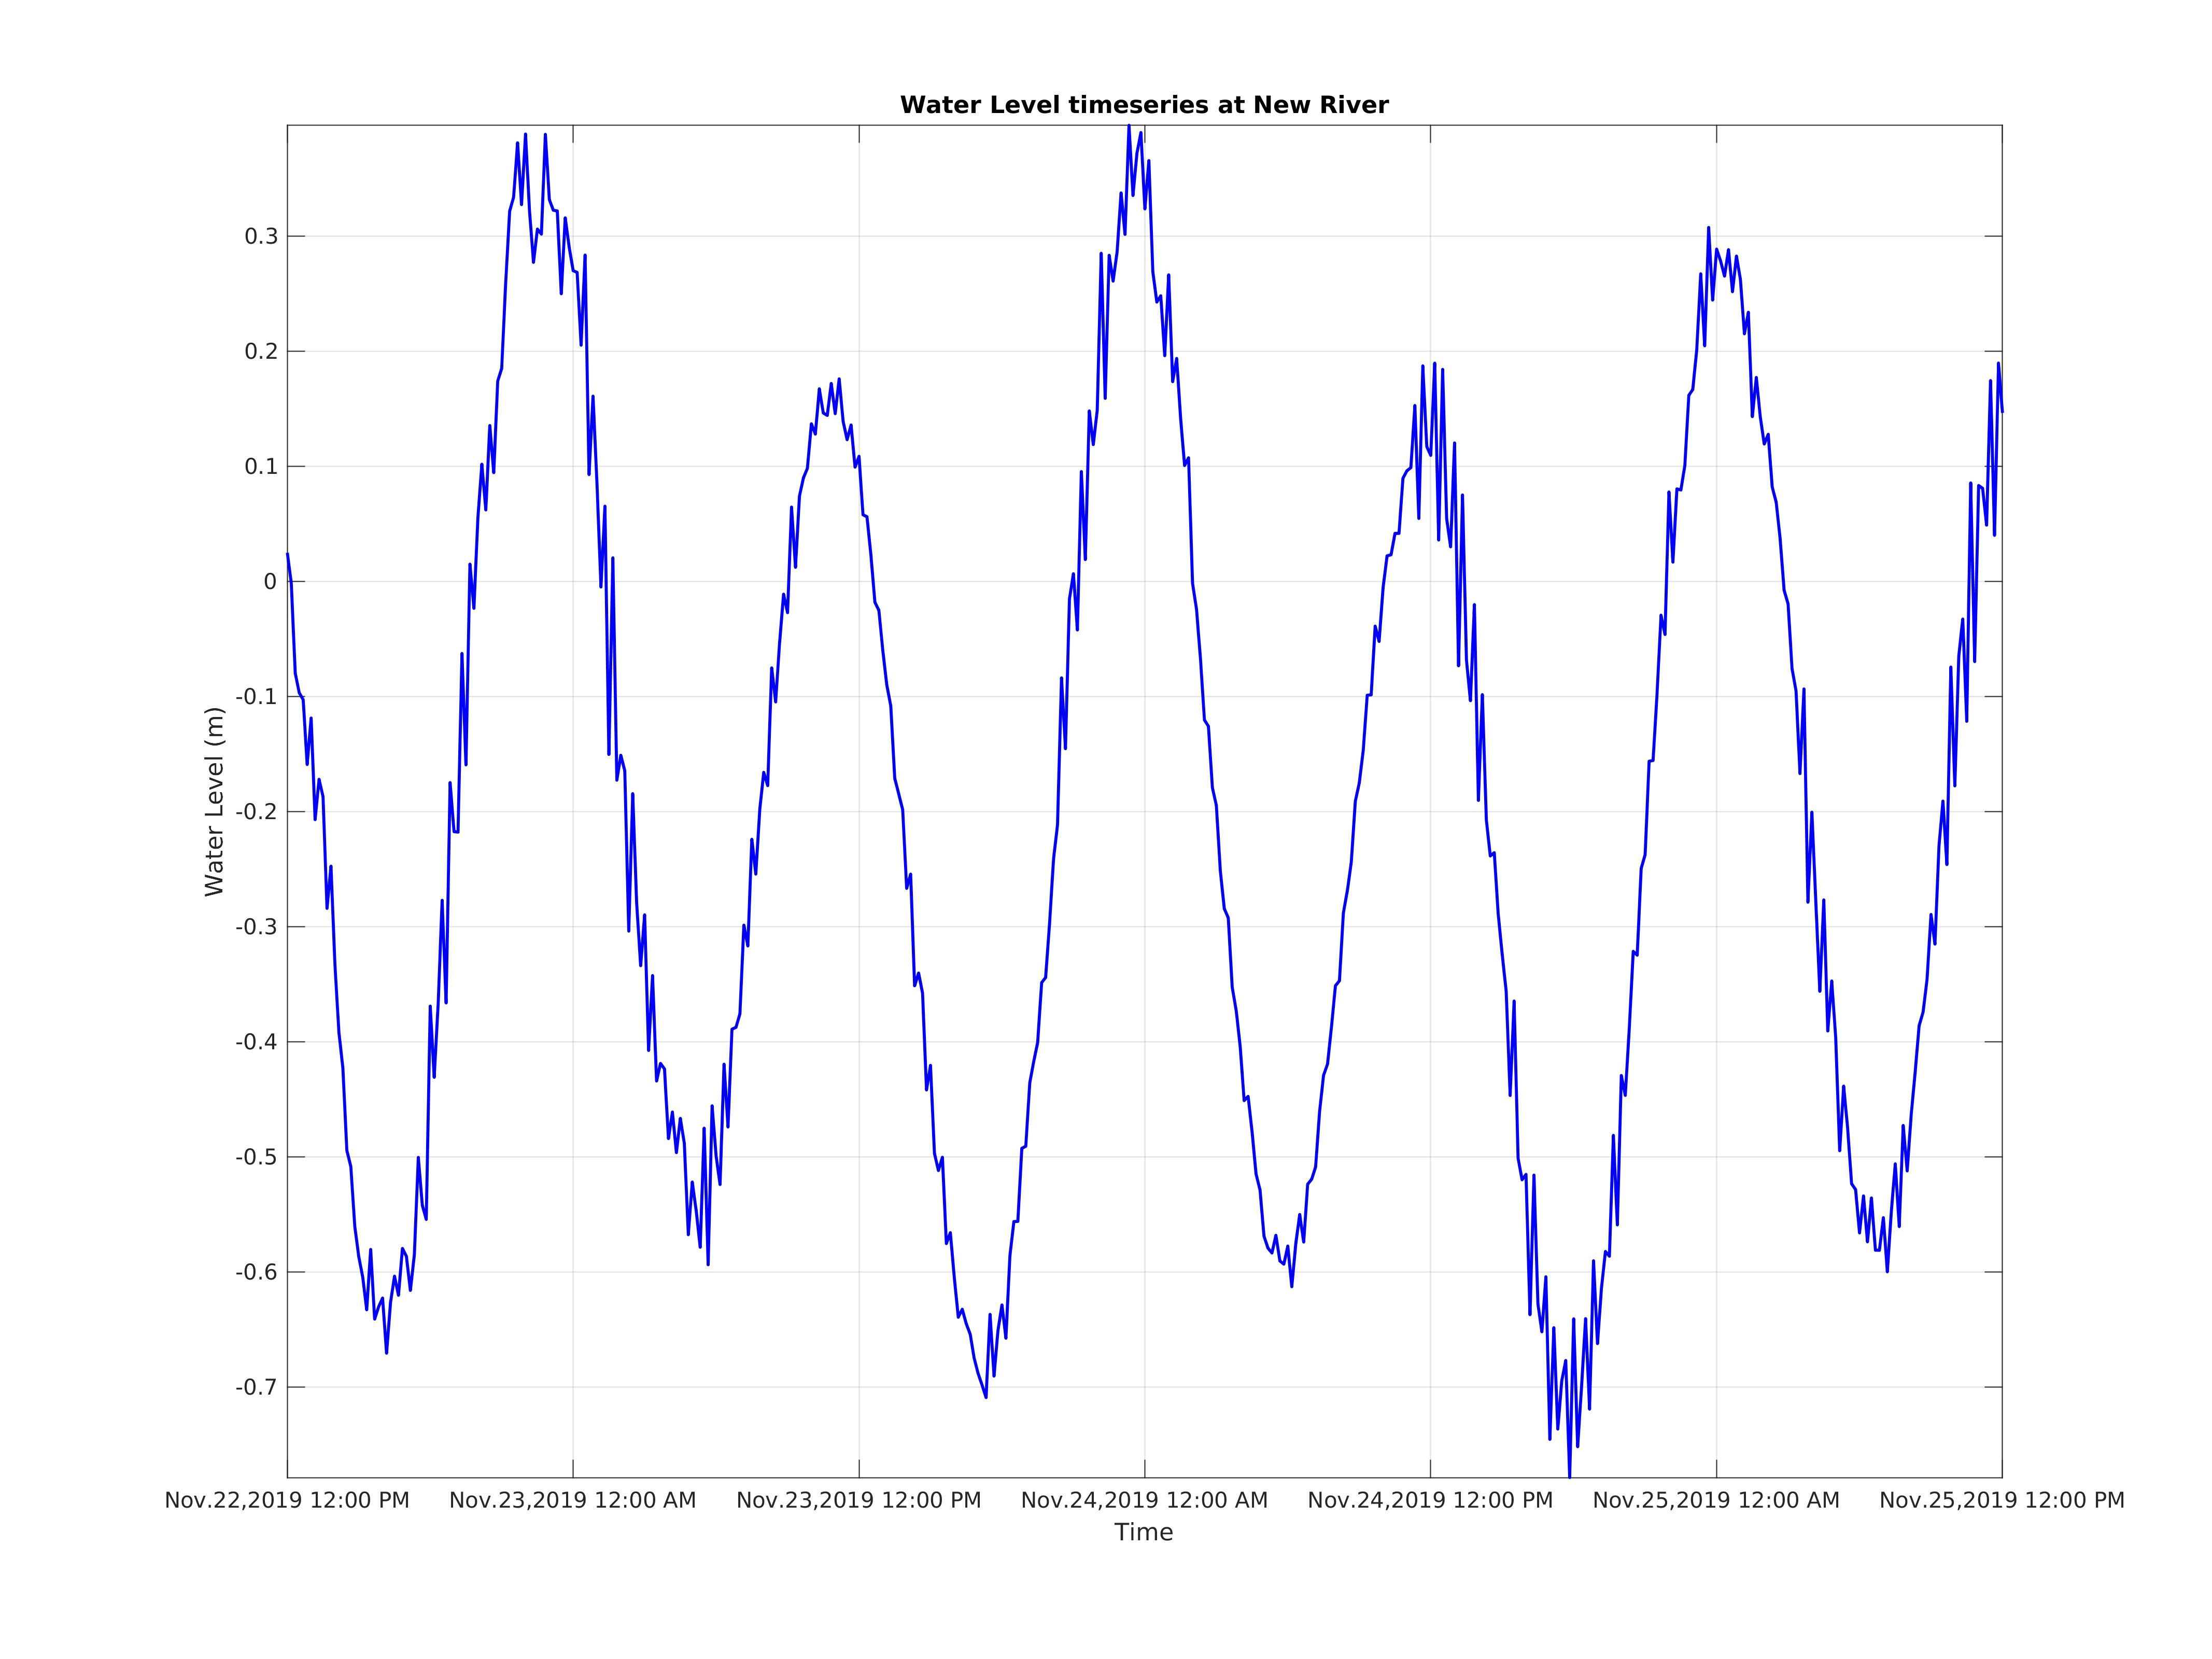 Water Level timeseries at New River
0.3
0.2
0.1
0
-0.1
-0.2
-0.3
-0.4
-0.5
-0.6
-0.7
Water Level (m)
Nov.22,2019 12:00 PM Nov.23,2019 12:00 AM Nov.23,2019 12:00 PM Nov.24,2019 12:00 AM Nov.24,2019 12:00 PM Nov.25,2019 12:00 AM Nov.25,2019 12:00 PM
Time